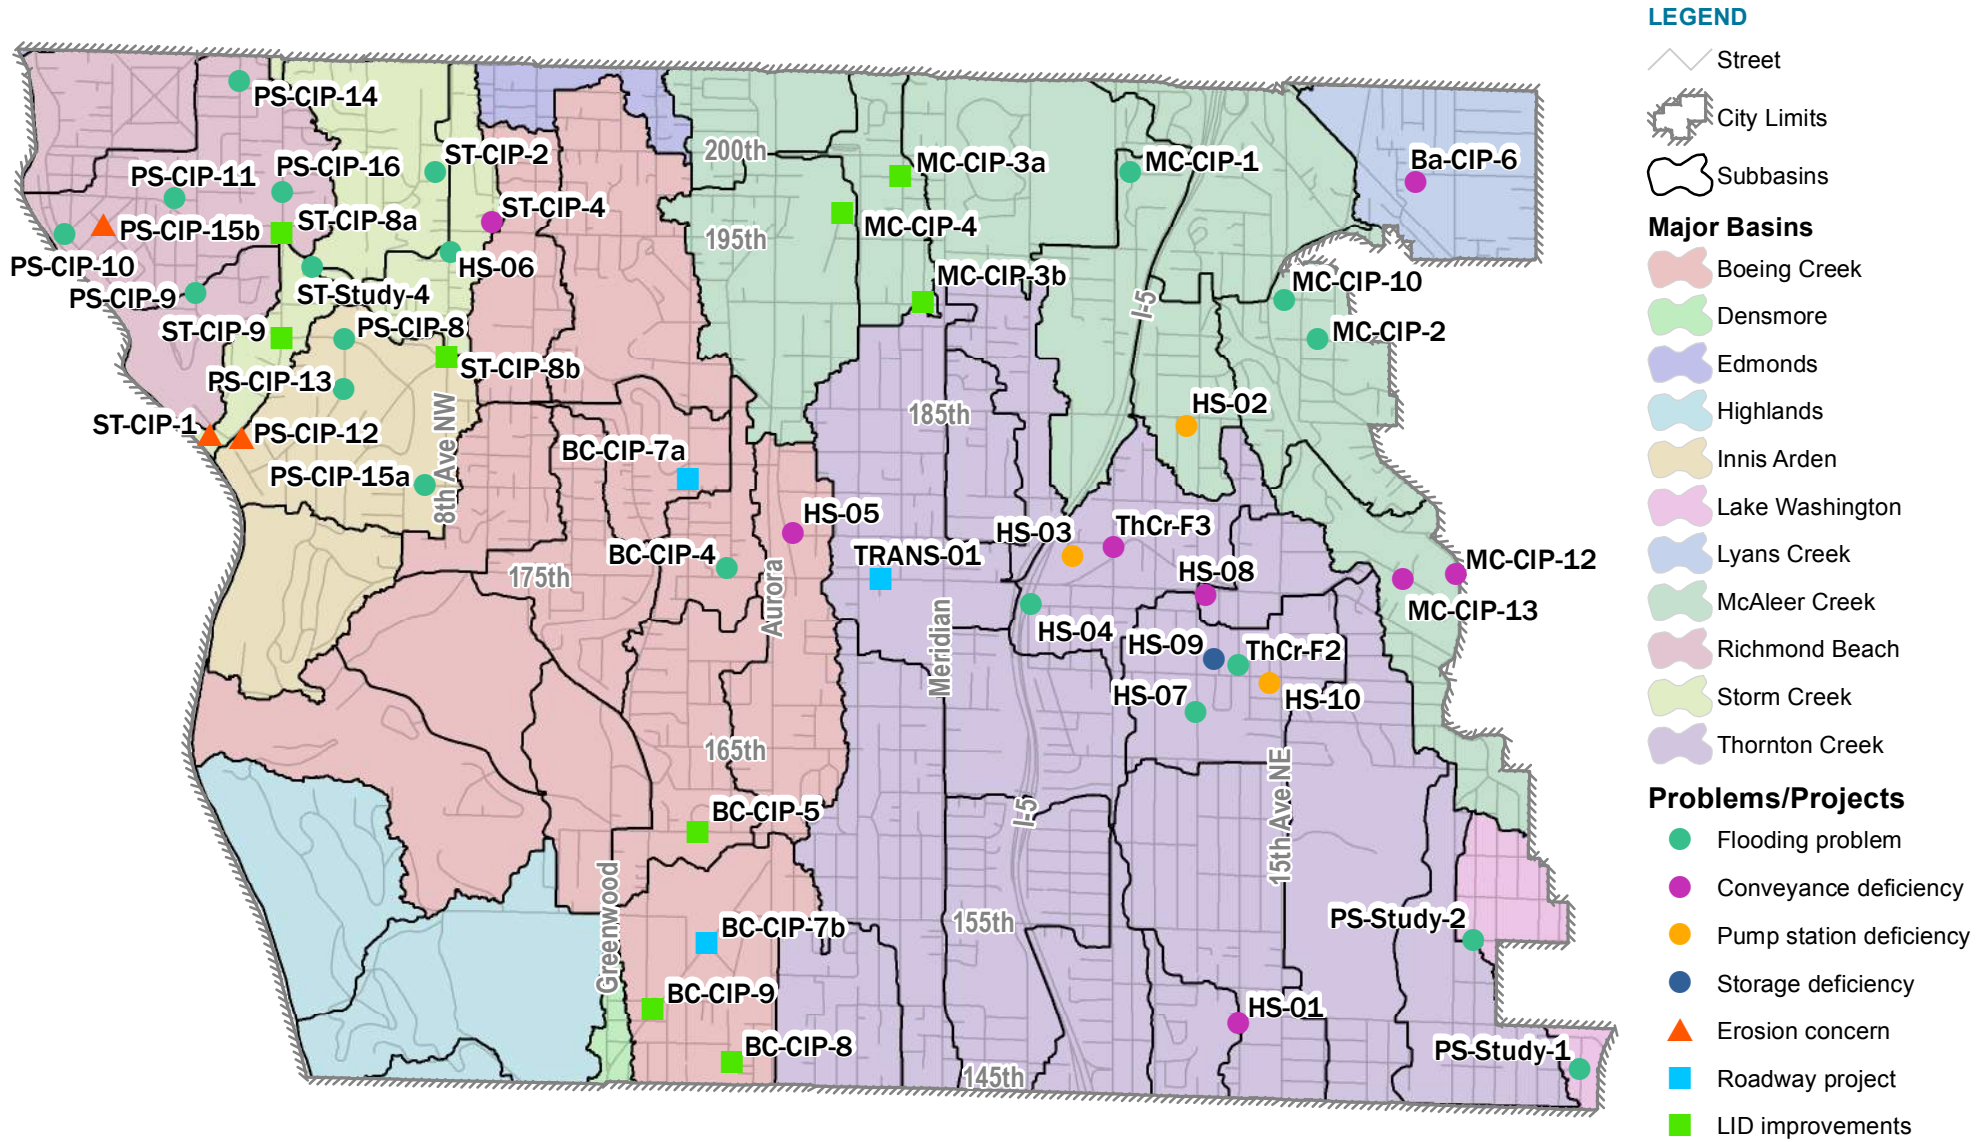 LEGEND
Street
City Limits
Subbasins
Major Basins
Boeing Creek
Densmore
Edmonds
Highlands
Innis Arden
Lake Washington
Lyans Creek
McAleer Creek
Richmond Beach
Storm Creek
Thornton Creek
Problems/Projects
Flooding problem
Conveyance deficiency
Pump station deficiency
Storage deficiency
Erosion concern
Roadway project
LID improvements
PS-CIP-14
ST-CIP-2
200th
MC-CIP-3a
MC-CIP-1
Ba-CIP-6
PS-CIP-11
PS-CIP-16
ST-CIP-4
PS-CIP-15b
ST-CIP-8a
MC-CIP-4
195th
PS-CIP-10
HS-06
MC-CIP-3b
MC-CIP-10
PS-CIP-9
ST-Study-4
I-5
ST-CIP-9
PS-CIP-8
MC-CIP-2
ST-CIP-8b
PS-CIP-13
185th
HS-02
ST-CIP-1
PS-CIP-12
8th Ave NW
BC-CIP-7a
PS-CIP-15a
HS-05
HS-03
ThCr-F3
BC-CIP-4
TRANS-01
175th
Aurora
HS-08
MC-CIP-12
MC-CIP-13
HS-04
HS-09
ThCr-F2
Meridian
HS-07
HS-10
165th
15th Ave NE
BC-CIP-5
I-5
Greenwood
BC-CIP-7b
155th
PS-Study-2
BC-CIP-9
HS-01
BC-CIP-8
PS-Study-1
145th